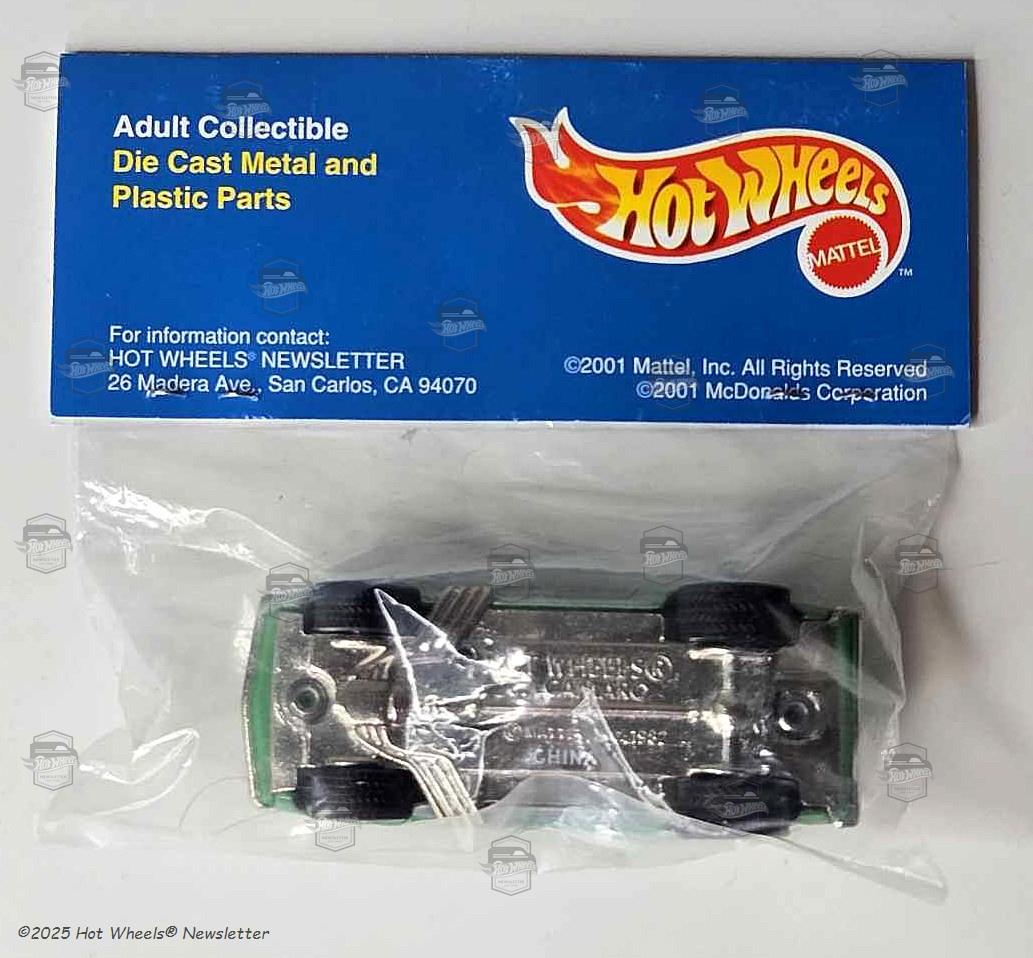 Adult Collectible
Die Cast Metal and
Plastic Parts
HOT WHEELS
MATTEL
TM
For information contact:
HOT WHEELS® NEWSLETTER
26 Madera Ave., San Carlos, CA 94070
©2001 Mattel, Inc. All Rights Reserved
©2001 McDonalds Corporation
WHEELS®
CAMARO
CHINA
©2025 Hot Wheels® Newsletter